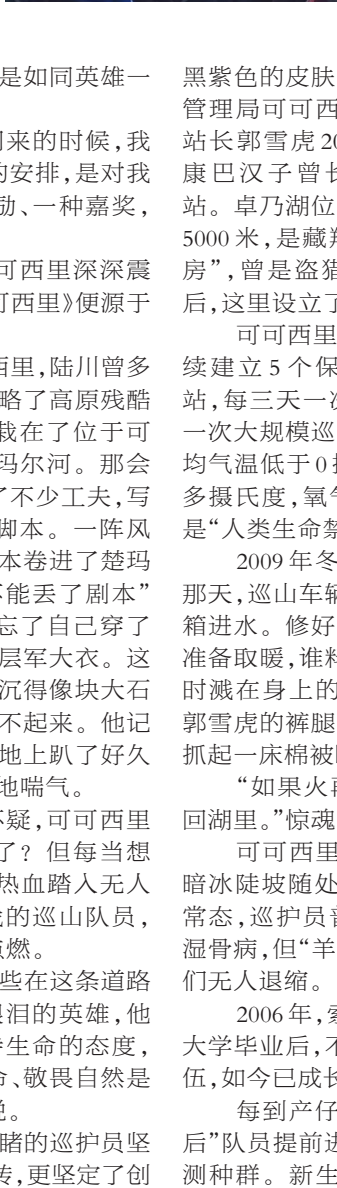 是如同英雄一
何来的时候，我
的安排，是对我
励、一种嘉奖，
可西里深深震
可西里》便源于
西里，陆川曾多
略了高原残酷
栽在了位于可
玛尔河。那会
了不少工夫，写
脚本。一阵风
本卷进了楚玛
不能丢了剧本”
忘了自己穿了
层军大衣。这
沉得像块大石
不起来。他记
地上趴了好久
地喘气。
不疑，可可西里
了？但每当想
热血踏入无人
战的巡山队员，
点燃。
些在这条道路
眼泪的英雄，他
待生命的态度，
命、敬畏自然是
说。
睹的巡护员坚
转，更坚定了创
黑紫色的皮肤
管理局可可西
站长郭雪虎20
康巴汉子曾长
站。卓乃湖位
5000米，是藏羚
房”，曾是盗猎
后，这里设立了
可可西里
续建立5个保
站，每三天一次
一次大规模巡
均气温低于0摄
多摄氏度，氧气
是“人类生命禁
2009年冬
那天，巡山车辆
箱进水。修好
准备取暖，谁料
时溅在身上的
郭雪虎的裤腿
抓起一床棉被
“如果火再
回湖里。”惊魂
可可西里
暗冰陡坡随处
常态，巡护员普
湿骨病，但“羊
们无人退缩。
2006年，索
大学毕业后，不
伍，如今已成长
每到产仔
后”队员提前进
测种群。新生